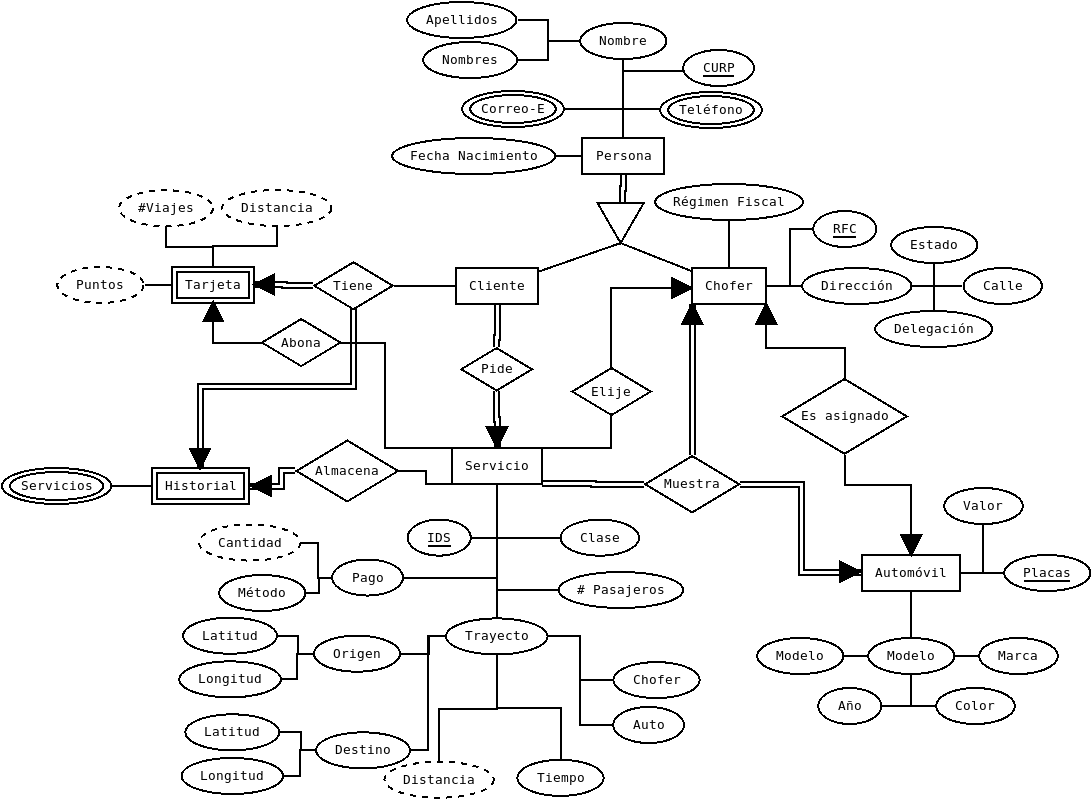 Apellidos
Nombre
Nombres
CURP
Correo-E
Teléfono
Fecha Nacimiento
Persona
#Viajes
Distancia
Régimen Fiscal
RFC
Estado
Puntos
Tarjeta
Tiene
Cliente
Chofer
Dirección
Calle
Delegación
Abona
Pide
Elije
Es asignado
Servicios
Historial
Almacena
Servicio
Muestra
Valor
Cantidad
IDS
Clase
Pago
Método
# Pasajeros
Automóvil
Placas
Latitud
Origen
Longitud
Trayecto
Modelo
Modelo
Marca
Chofer
Auto
Año
Color
Latitud
Destino
Longitud
Distancia
Tiempo